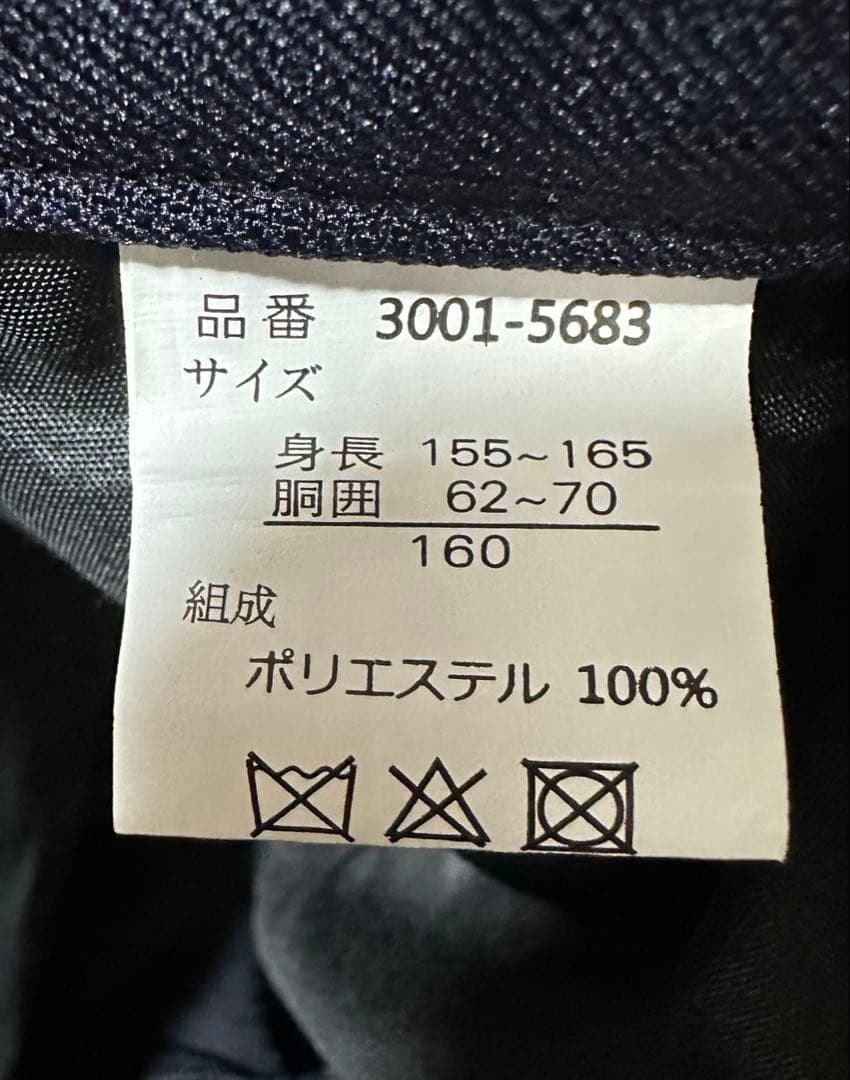 品番 3001-5683
サイズ
身長 155~165
胴囲 62~70
160
組成
ポリエステル 100%